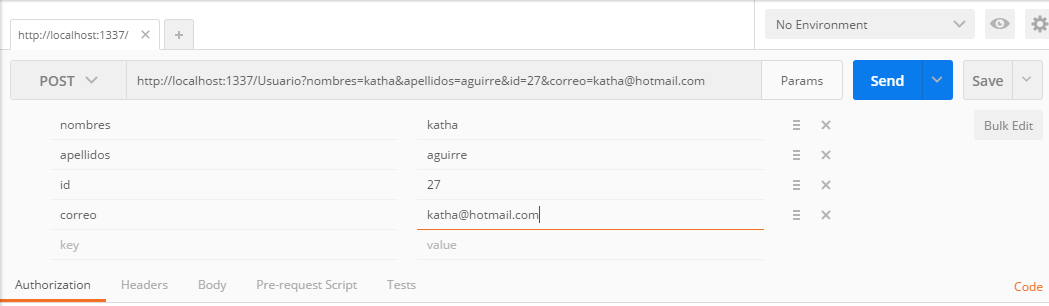 http://localhost:1337/
No Environment
POST http://localhost:1337/Usuario?nombres=katha&apellidos=aguirre&id=27&correo=katha@hotmail.com Params Send Save
nombres katha Bulk Edit
apellidos aguirre
id 27
correo katha@hotmail.com
key value
Authorization Headers Body Pre-request Script Tests Code